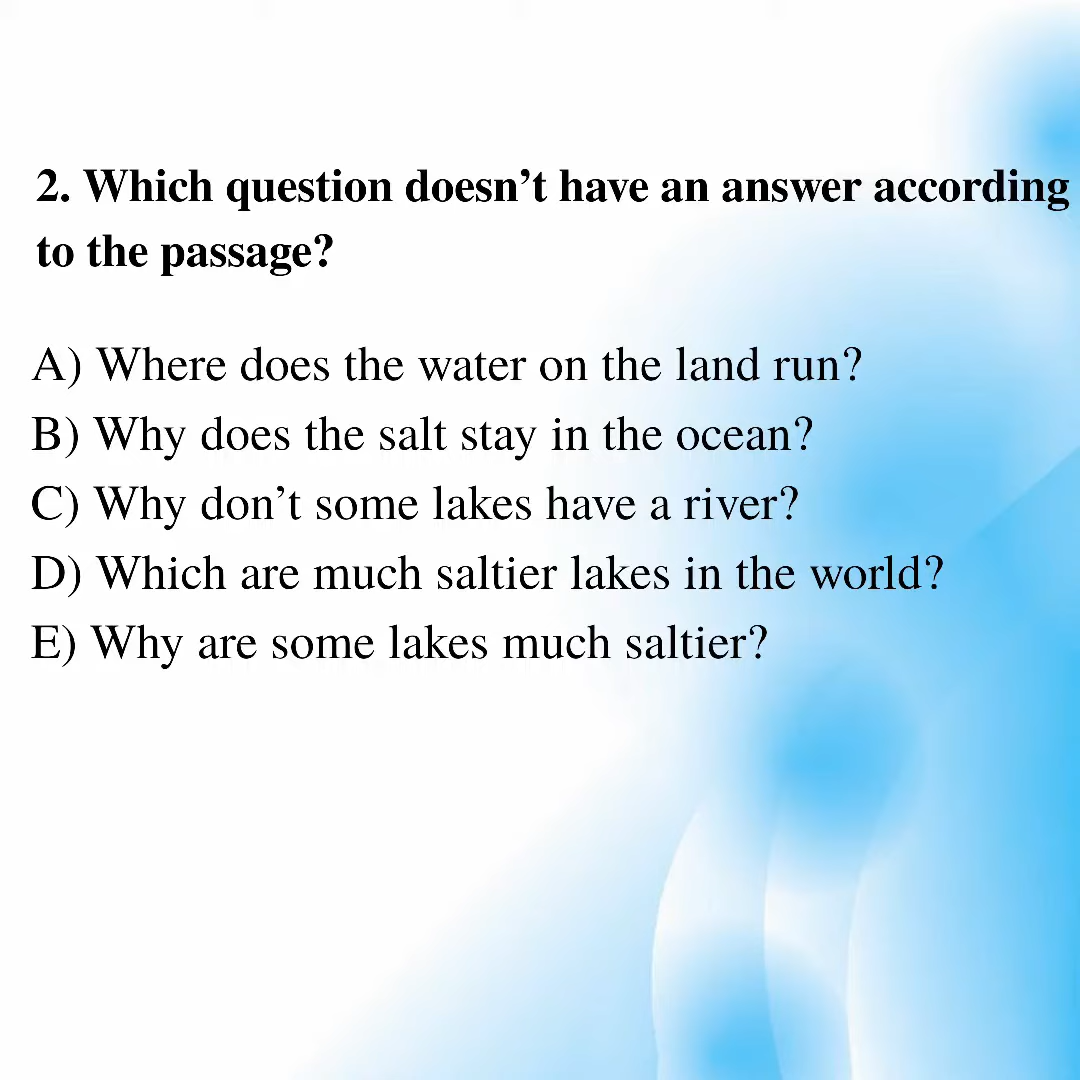 2. Which question doesn’t have an answer according
to the passage?
A) Where does the water on the land run?
B) Why does the salt stay in the ocean?
C) Why don’t some lakes have a river?
D) Which are much saltier lakes in the world?
E) Why are some lakes much saltier?